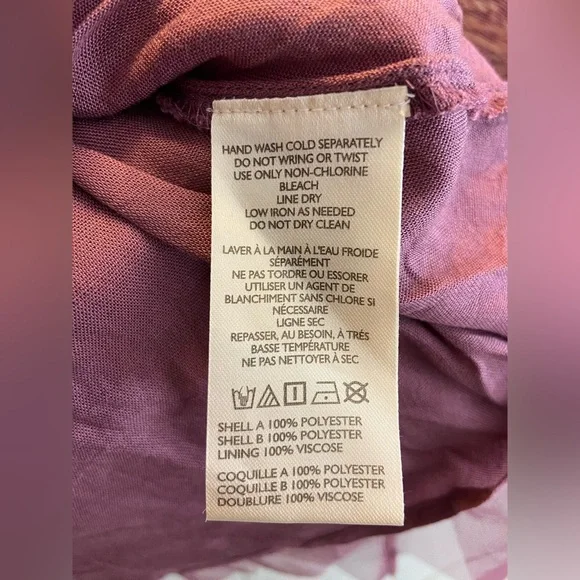 HAND WASH COLD SEPARATELY
DO NOT WRING OR TWIST
USE ONLY NON-CHLORINE
BLEACH
LINE DRY
LOW IRON AS NEEDED
DO NOT DRY CLEAN
LAVER À LA MAIN À L'EAU FROIDE
SÉPARÉMENT
NE PAS TORDRE OU ESSORER
UTILISER UN AGENT DE
BLANCHIMENT SANS CHLORE SI
NÉCESSAIRE
LIGNE SEC
REPASSER, AU BESOIN, À TRÉS
BASSE TEMPÉRATURE
NE PAS NETTOYER À SEC
SHELL A 100% POLYESTER
SHELL B 100% POLYESTER
LINING 100% VISCOSE
COQUILLE A 100% POLYESTER
COQUILLE B 100% POLYESTER
DOUBLURE 100% VISCOSE